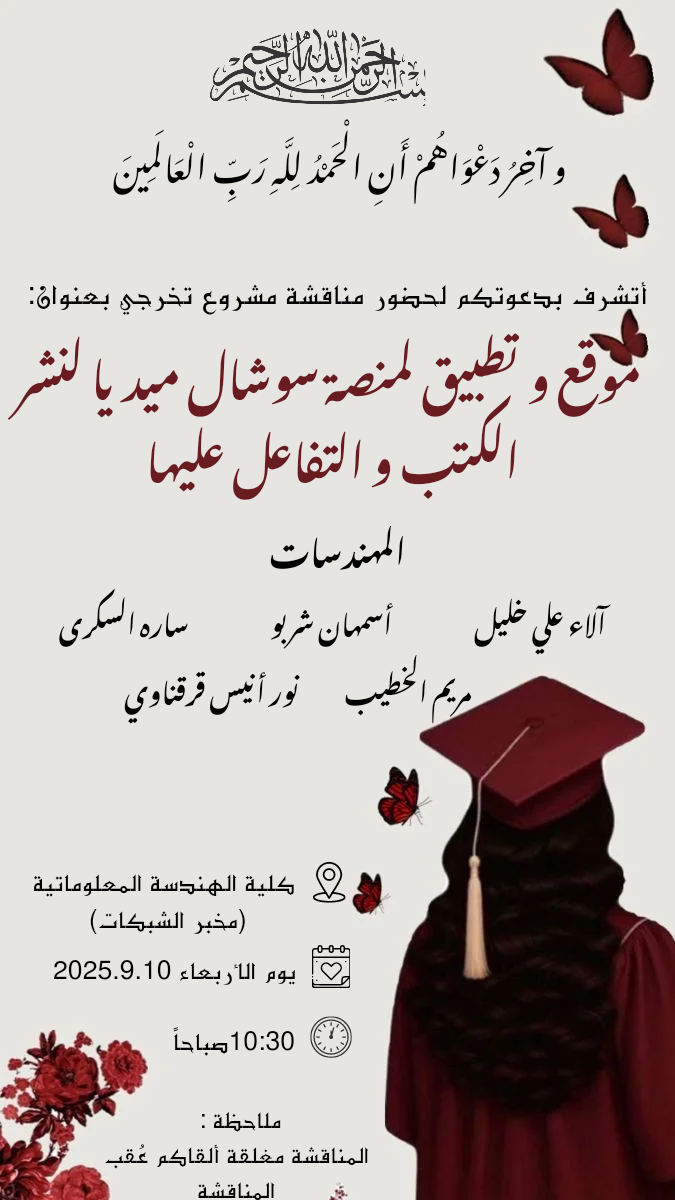 بسم الله الرحمن الرحيم
و آخِرُ دَعْوَاهُمْ أَنِ الْحَمْدُ لِلَّهِ رَبِّ الْعَالَمِينَ
أتشرف بدعوتكم لحضور مناقشة مشروع تخرجي بعنوان:
موقع و تطبيق لمنصة سوشال ميديا لنشر
الكتب و التفاعل عليها
المهندسات
آلاء علي خليل أسمهان شربو ساره السكرى
مريم الخطيب نور أنيس قرقناوي
كلية الهندسة المعلوماتية
(مخبر الشبكات)
يوم الأربعاء 2025.9.10
10:30صباحاً
ملاحظة :
المناقشة مغلقة ألقاكم عُقب
المناقشة